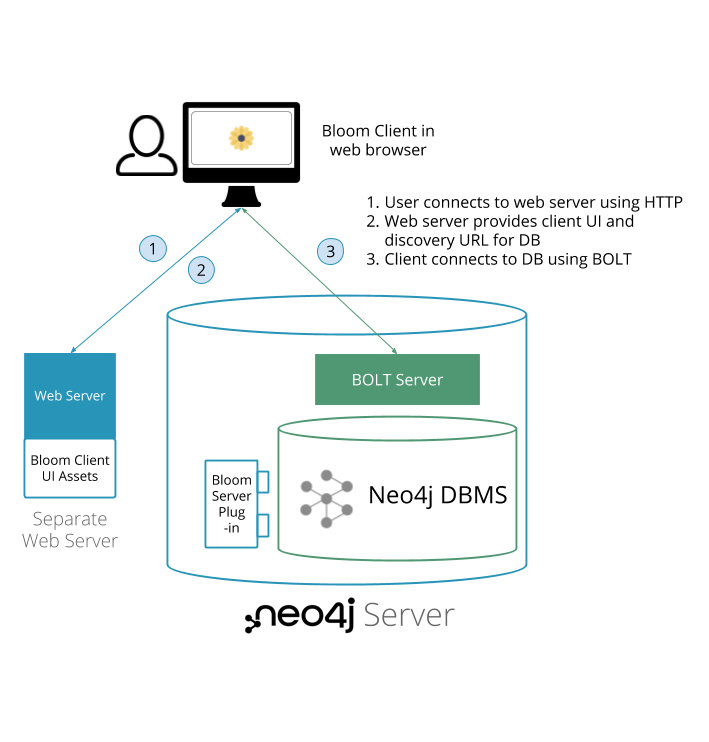 Bloom Client in
web browser
1. User connects to web server using HTTP
2. Web server provides client UI and
discovery URL for DB
3. Client connects to DB using BOLT
1
2
3
Web Server
Bloom Client
UI Assets
Separate
Web Server
BOLT Server
Bloom
Server
Plug
-in
Neo4j DBMS
neo4j Server